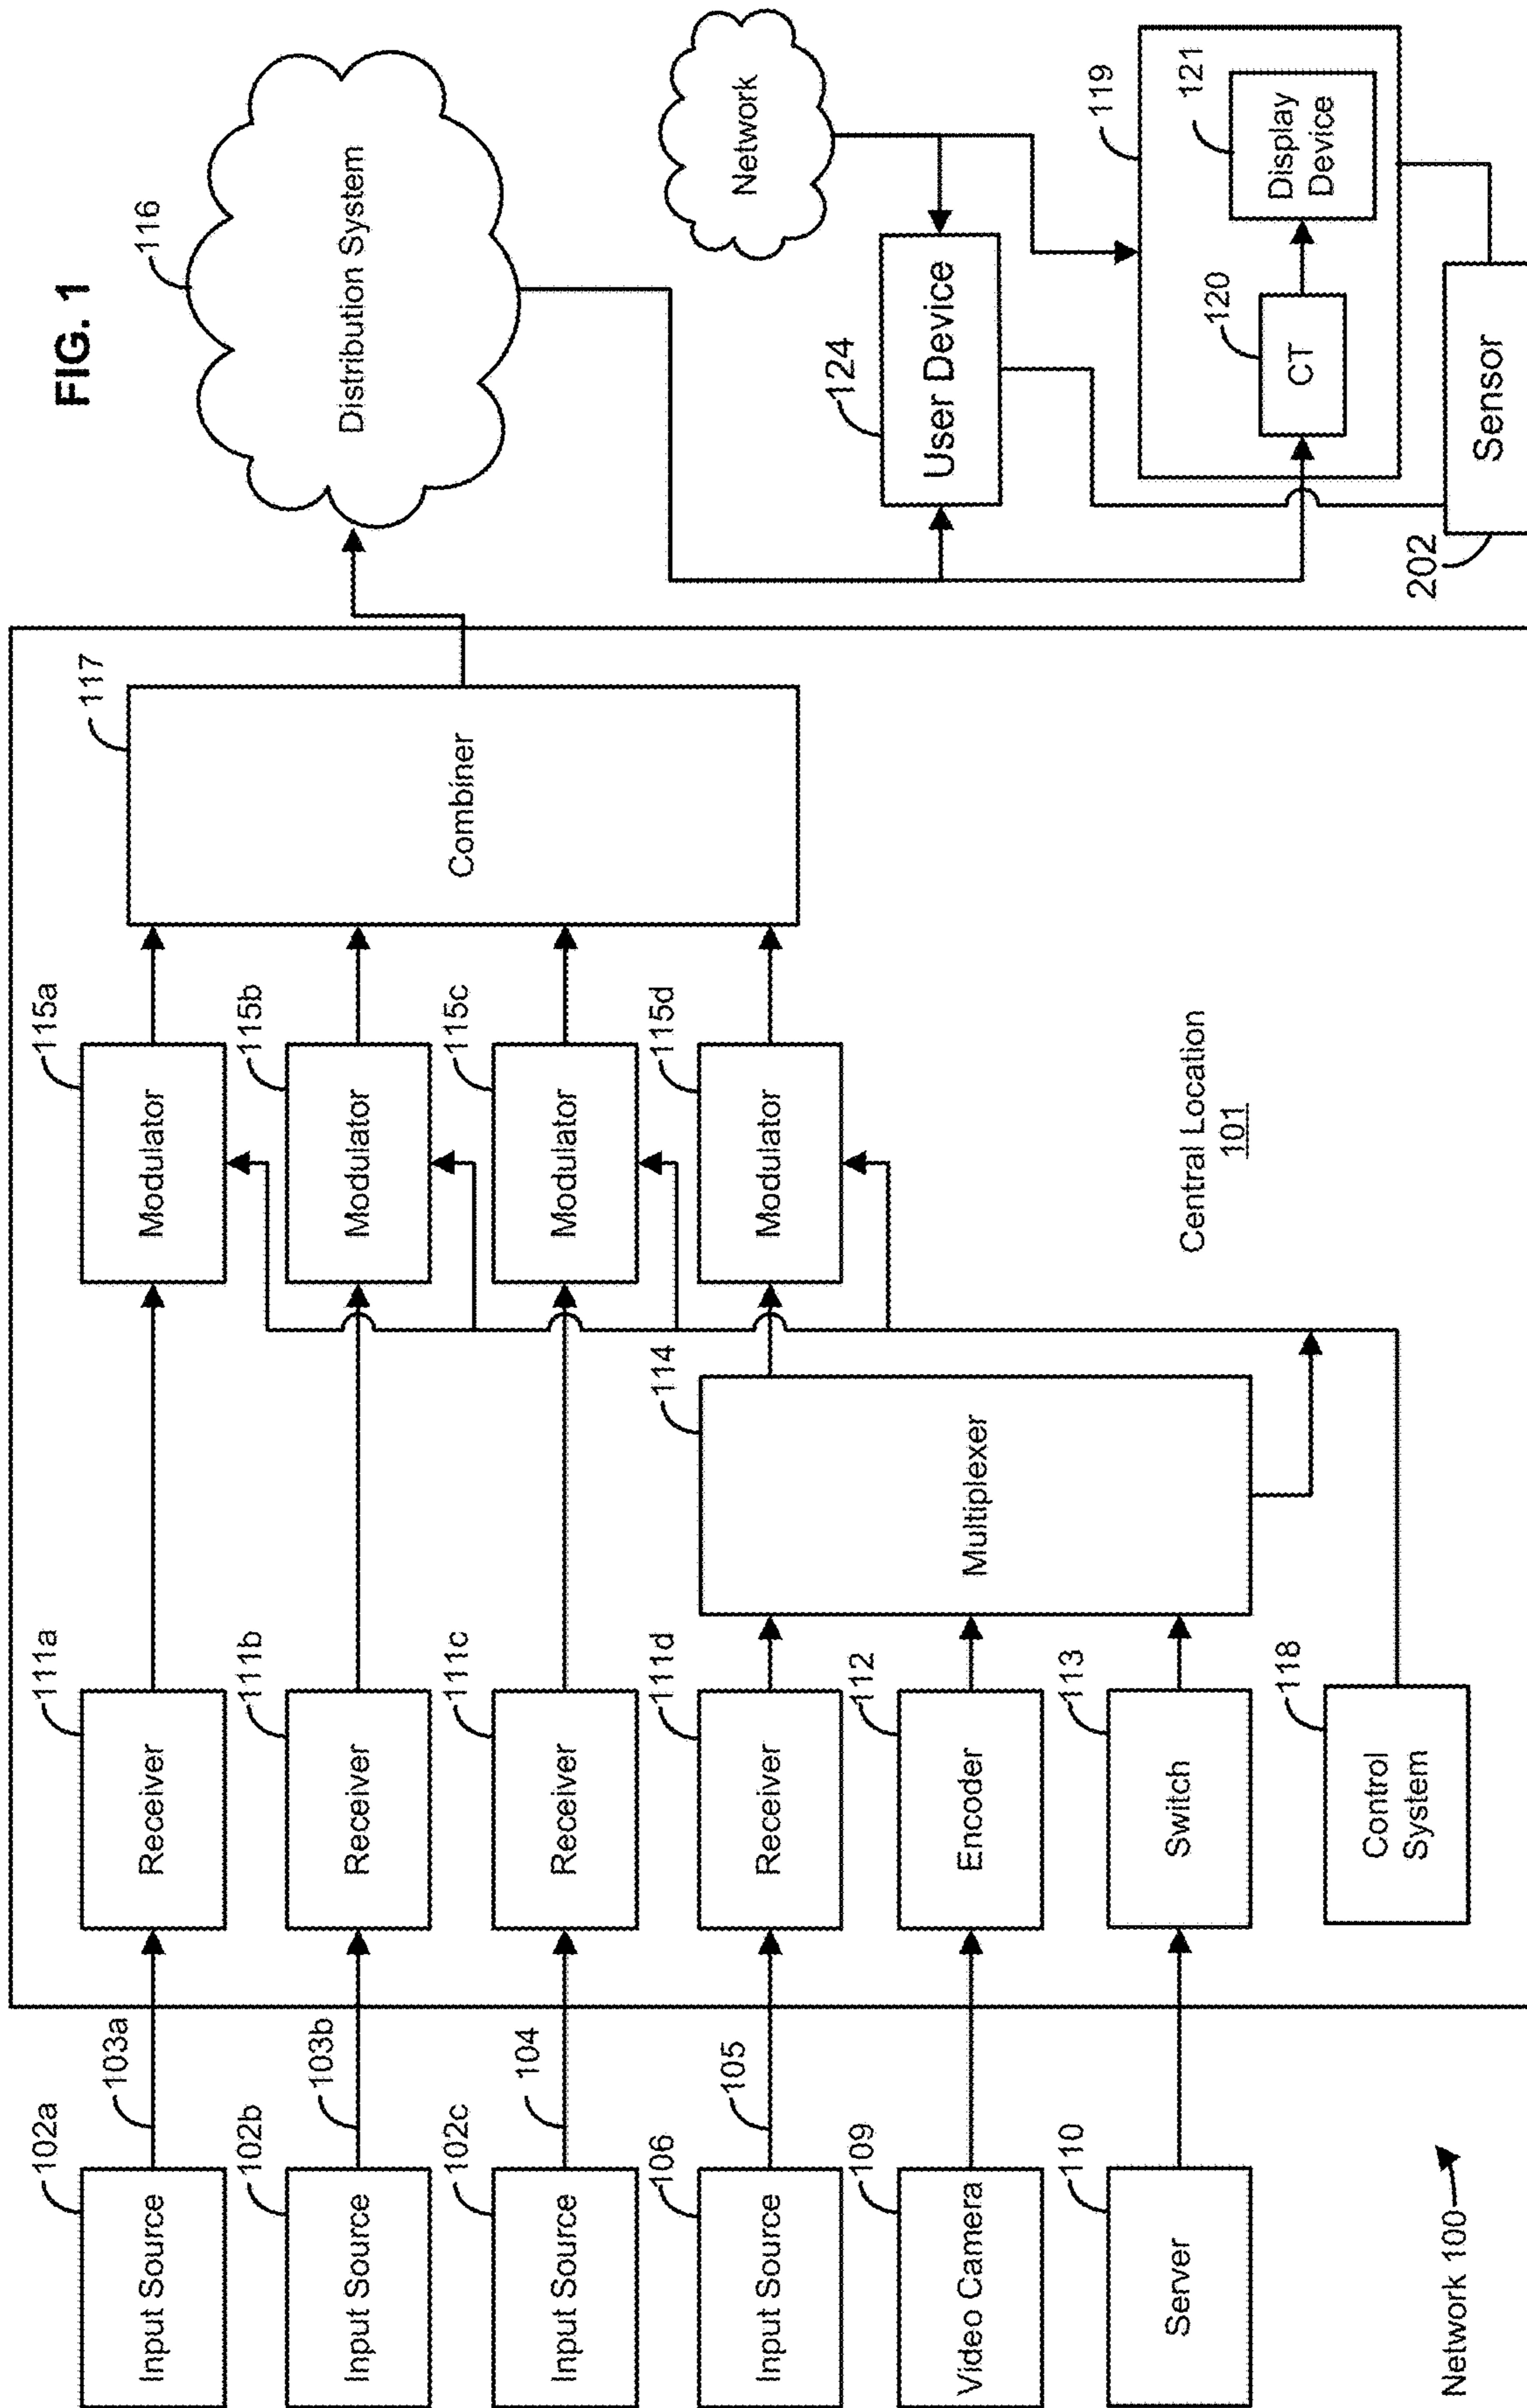 FIG. 1
116
Distribution System
Network
117
Combiner
124
User Device
119
121
Display
Device
120
CT
202
Sensor
115a
Modulator
115b
Modulator
115c
Modulator
115d
Modulator
Central Location
101
114
Multiplexer
111a
Receiver
111b
Receiver
111c
Receiver
111d
Receiver
112
Encoder
113
Switch
118
Control
System
103a
103b
104
105
102a
Input Source
102b
Input Source
102c
Input Source
106
Input Source
109
Video Camera
110
Server
Network 100